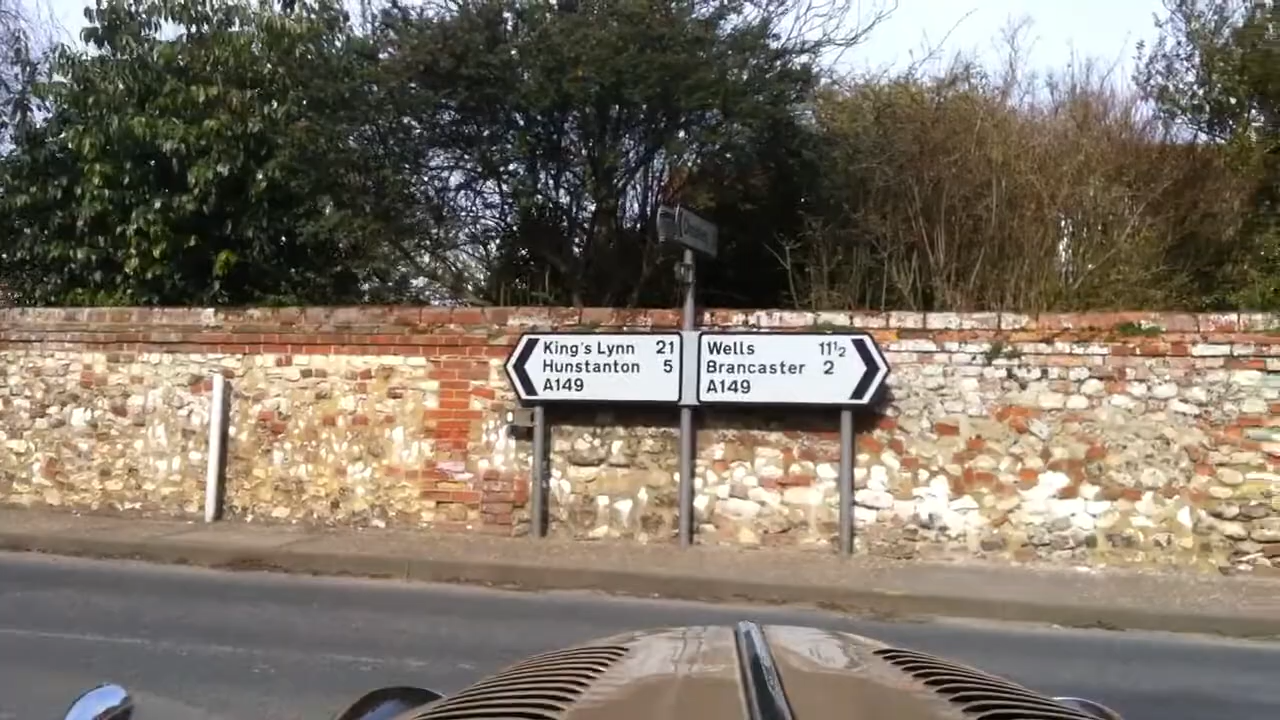 King's Lynn 21
Hunstanton 5
A149
Wells 11½
Brancaster 2
A149